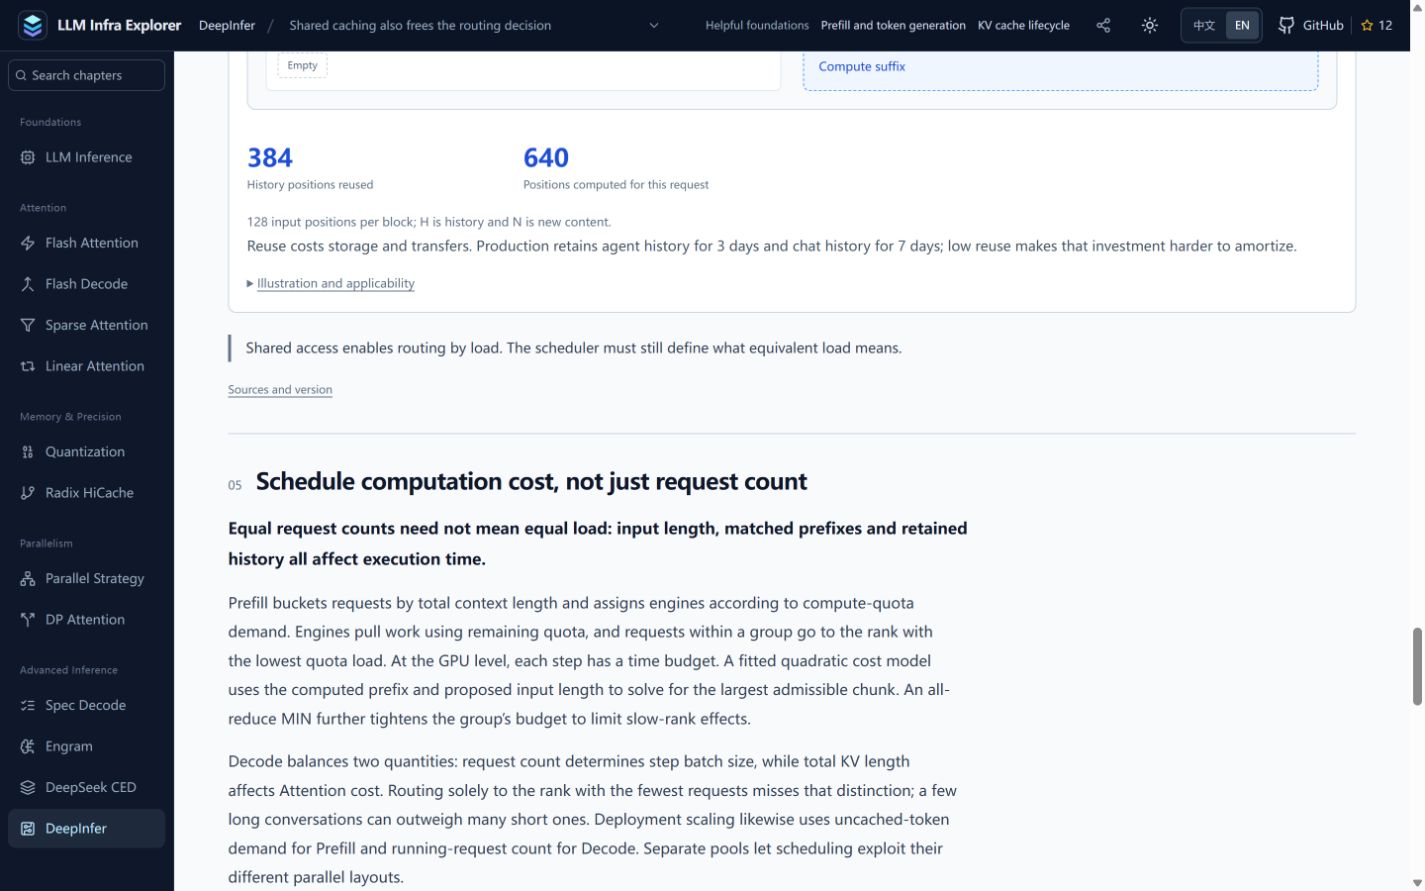 LLM Infra Explorer
DeepInfer / Shared caching also frees the routing decision
Helpful foundations Prefill and token generation KV cache lifecycle
中文 EN GitHub 12
Search chapters
Foundations
LLM Inference
Attention
Flash Attention
Flash Decode
Sparse Attention
Linear Attention
Memory & Precision
Quantization
Radix HiCache
Parallelism
Parallel Strategy
DP Attention
Advanced Inference
Spec Decode
Engram
DeepSeek CED
DeepInfer
Empty
Compute suffix
384
History positions reused
640
Positions computed for this request
128 input positions per block; H is history and N is new content.
Reuse costs storage and transfers. Production retains agent history for 3 days and chat history for 7 days; low reuse makes that investment harder to amortize.
Illustration and applicability
Shared access enables routing by load. The scheduler must still define what equivalent load means.
Sources and version
05 Schedule computation cost, not just request count
Equal request counts need not mean equal load: input length, matched prefixes and retained
history all affect execution time.
Prefill buckets requests by total context length and assigns engines according to compute-quota
demand. Engines pull work using remaining quota, and requests within a group go to the rank with
the lowest quota load. At the GPU level, each step has a time budget. A fitted quadratic cost model
uses the computed prefix and proposed input length to solve for the largest admissible chunk. An all-
reduce MIN further tightens the group's budget to limit slow-rank effects.
Decode balances two quantities: request count determines step batch size, while total KV length
affects Attention cost. Routing solely to the rank with the fewest requests misses that distinction; a few
long conversations can outweigh many short ones. Deployment scaling likewise uses uncached-token
demand for Prefill and running-request count for Decode. Separate pools let scheduling exploit their
different parallel layouts.